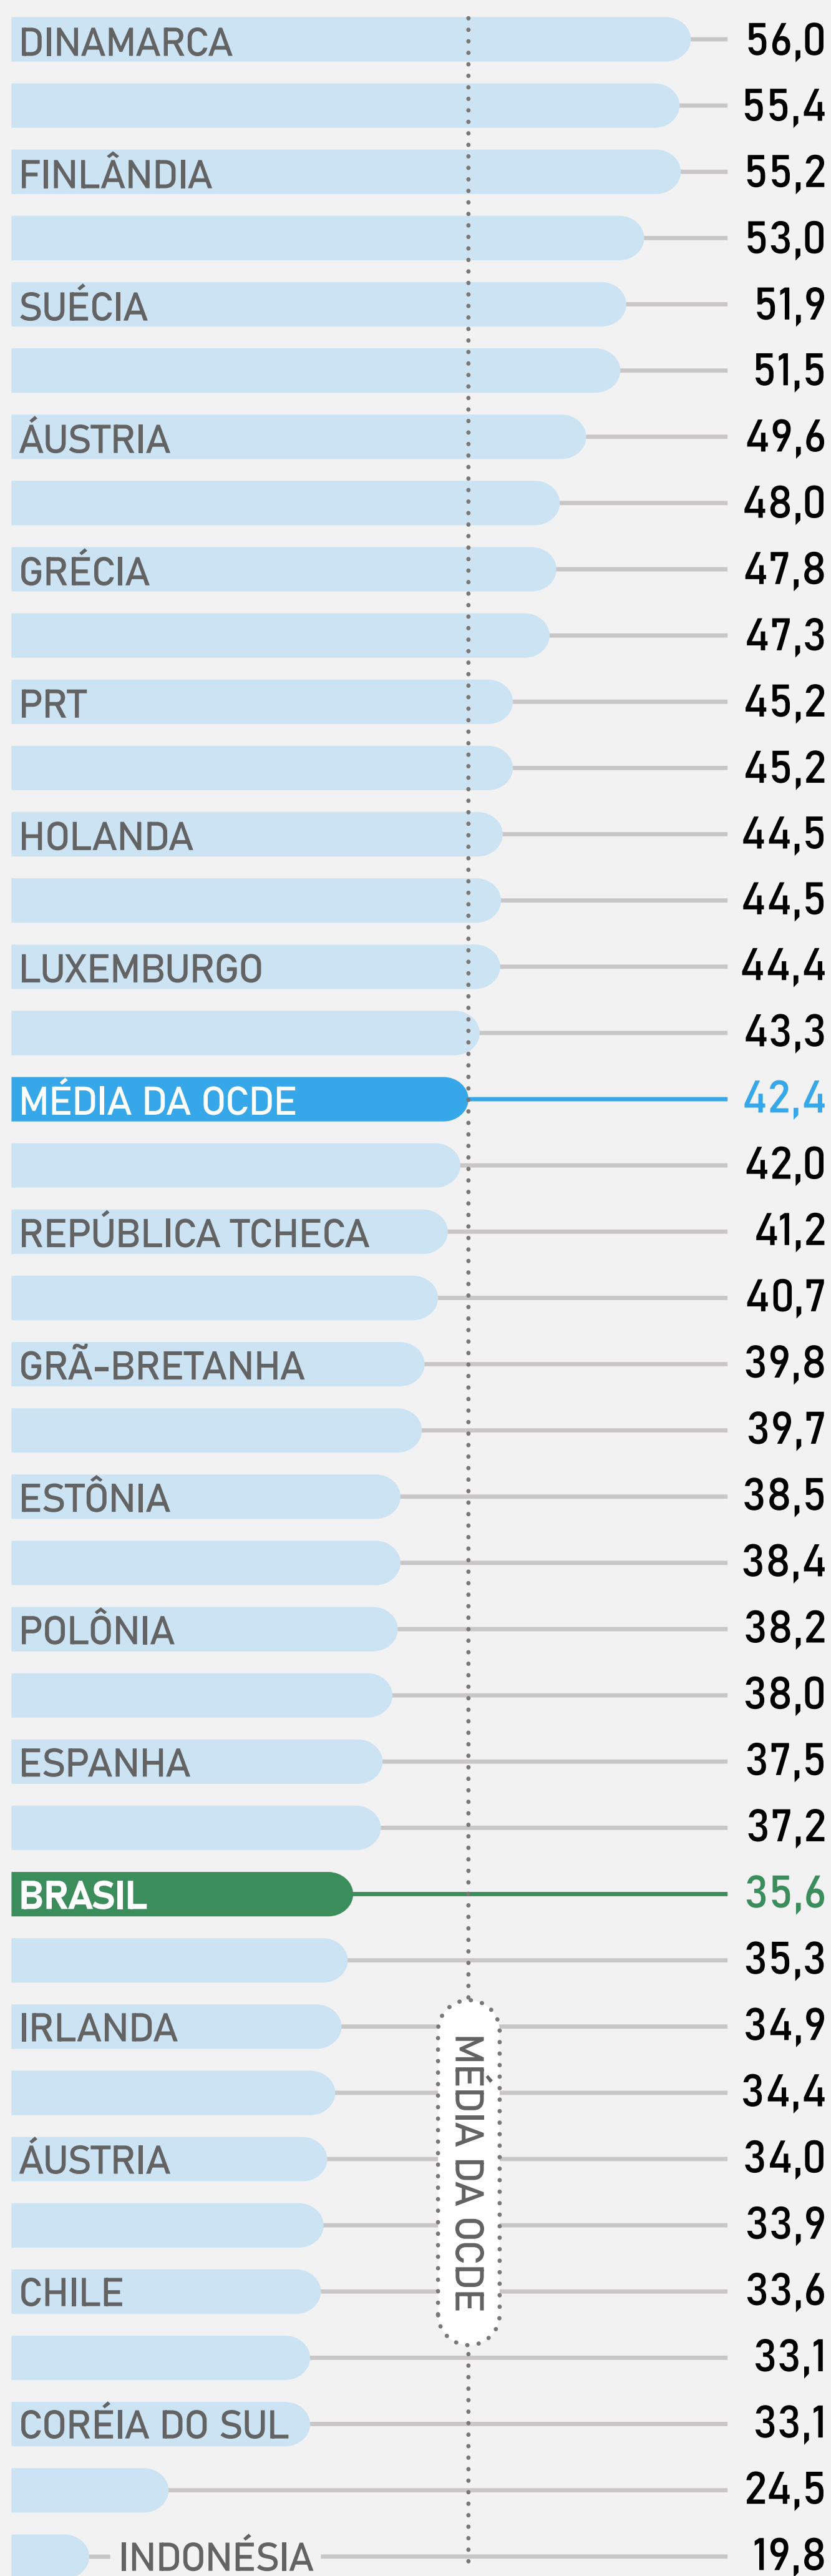 DINAMARCA 56,0
55,4
FINLÂNDIA 55,2
53,0
SUÉCIA 51,9
51,5
ÁUSTRIA 49,6
48,0
GRÉCIA 47,8
47,3
PRT 45,2
45,2
HOLANDA 44,5
44,5
LUXEMBURGO 44,4
43,3
MÉDIA DA OCDE 42,4
42,0
REPÚBLICA TCHECA 41,2
40,7
GRÃ-BRETANHA 39,8
39,7
ESTÔNIA 38,5
38,4
POLÔNIA 38,2
38,0
ESPANHA 37,5
37,2
BRASIL 35,6
35,3
IRLANDA 34,9
34,4
ÁUSTRIA 34,0
33,9
CHILE 33,6
33,1
CORÉIA DO SUL 33,1
24,5
INDONÉSIA 19,8
MÉDIA DA OCDE